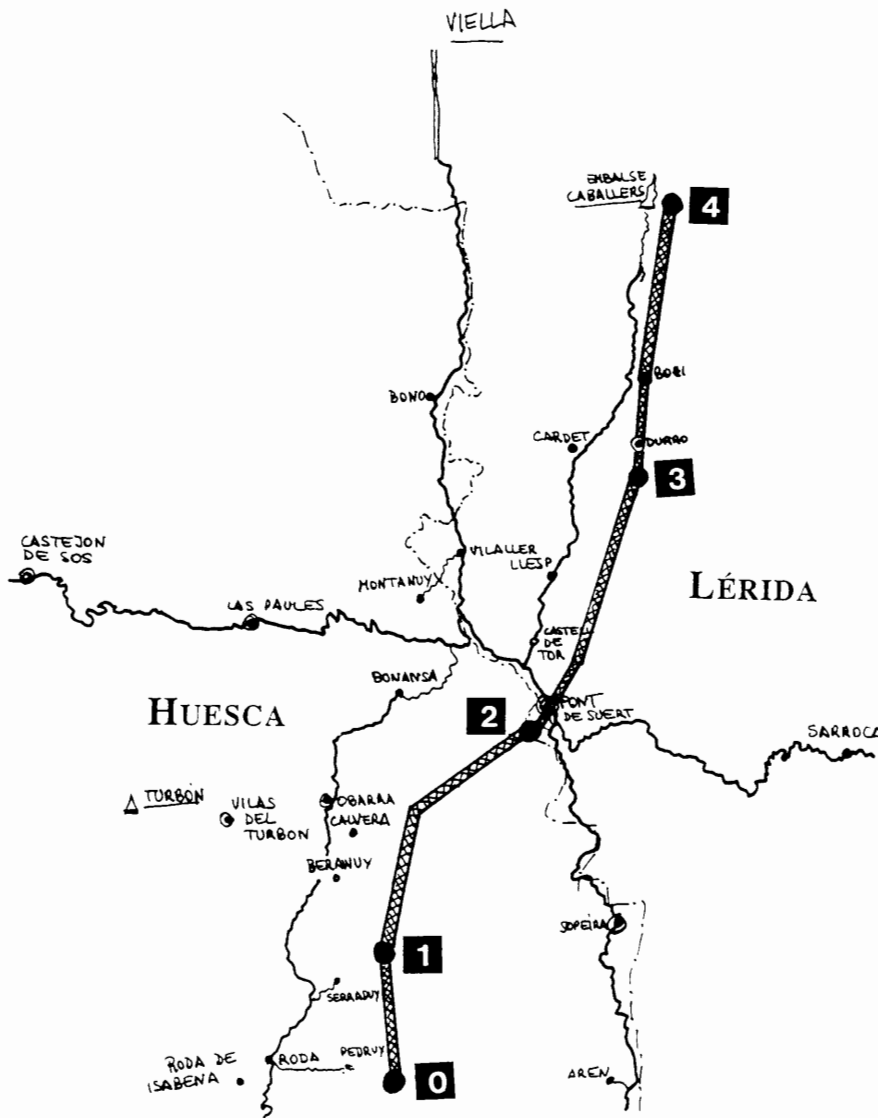 VIELLA
EMBALSE
CABALLERS
4
BOHI
BONO
CARDET
DURRO
3
CASTEJON
DE SOS
VILALLER
LLESP
MONTANUY
LÉRIDA
LAS PAULES
CASTELL
DE
TOR
BONANSA
HUESCA
2
PONT
DE SUERT
SARROCA
TURBÓN
VILAS
DEL
TURBON
OBARRA
CALVERA
BERANUY
SOPEIRA
1
SERRADUY
RODA DE
ISABENA
RODA
PEDRUY
0
AREN